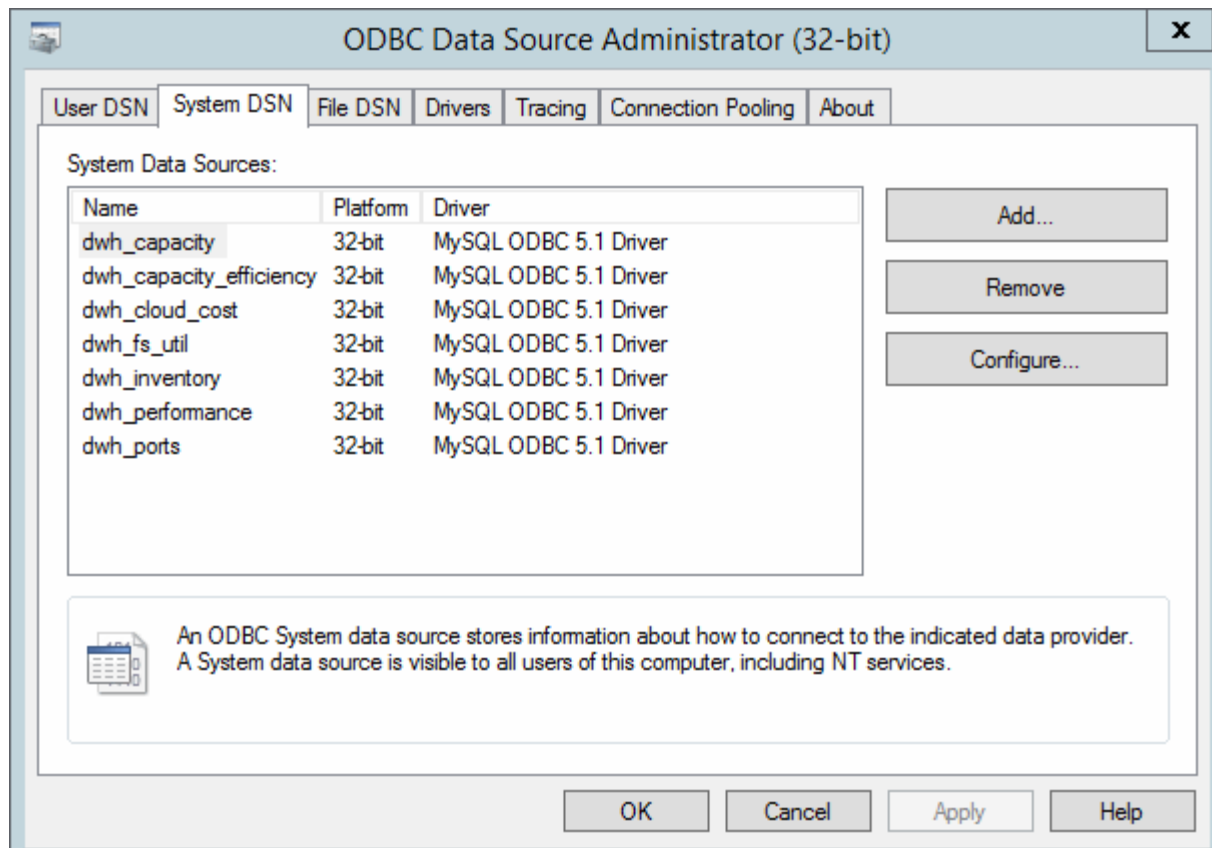 ODBC Data Source Administrator (32-bit)
x
User DSN System DSN File DSN Drivers Tracing Connection Pooling About
System Data Sources:
Name Platform Driver
dwh_capacity 32-bit MySQL ODBC 5.1 Driver
dwh_capacity_efficiency 32-bit MySQL ODBC 5.1 Driver
dwh_cloud_cost 32-bit MySQL ODBC 5.1 Driver
dwh_fs_util 32-bit MySQL ODBC 5.1 Driver
dwh_inventory 32-bit MySQL ODBC 5.1 Driver
dwh_performance 32-bit MySQL ODBC 5.1 Driver
dwh_ports 32-bit MySQL ODBC 5.1 Driver
Add...
Remove
Configure...
An ODBC System data source stores information about how to connect to the indicated data provider.
A System data source is visible to all users of this computer, including NT services.
OK Cancel Apply Help